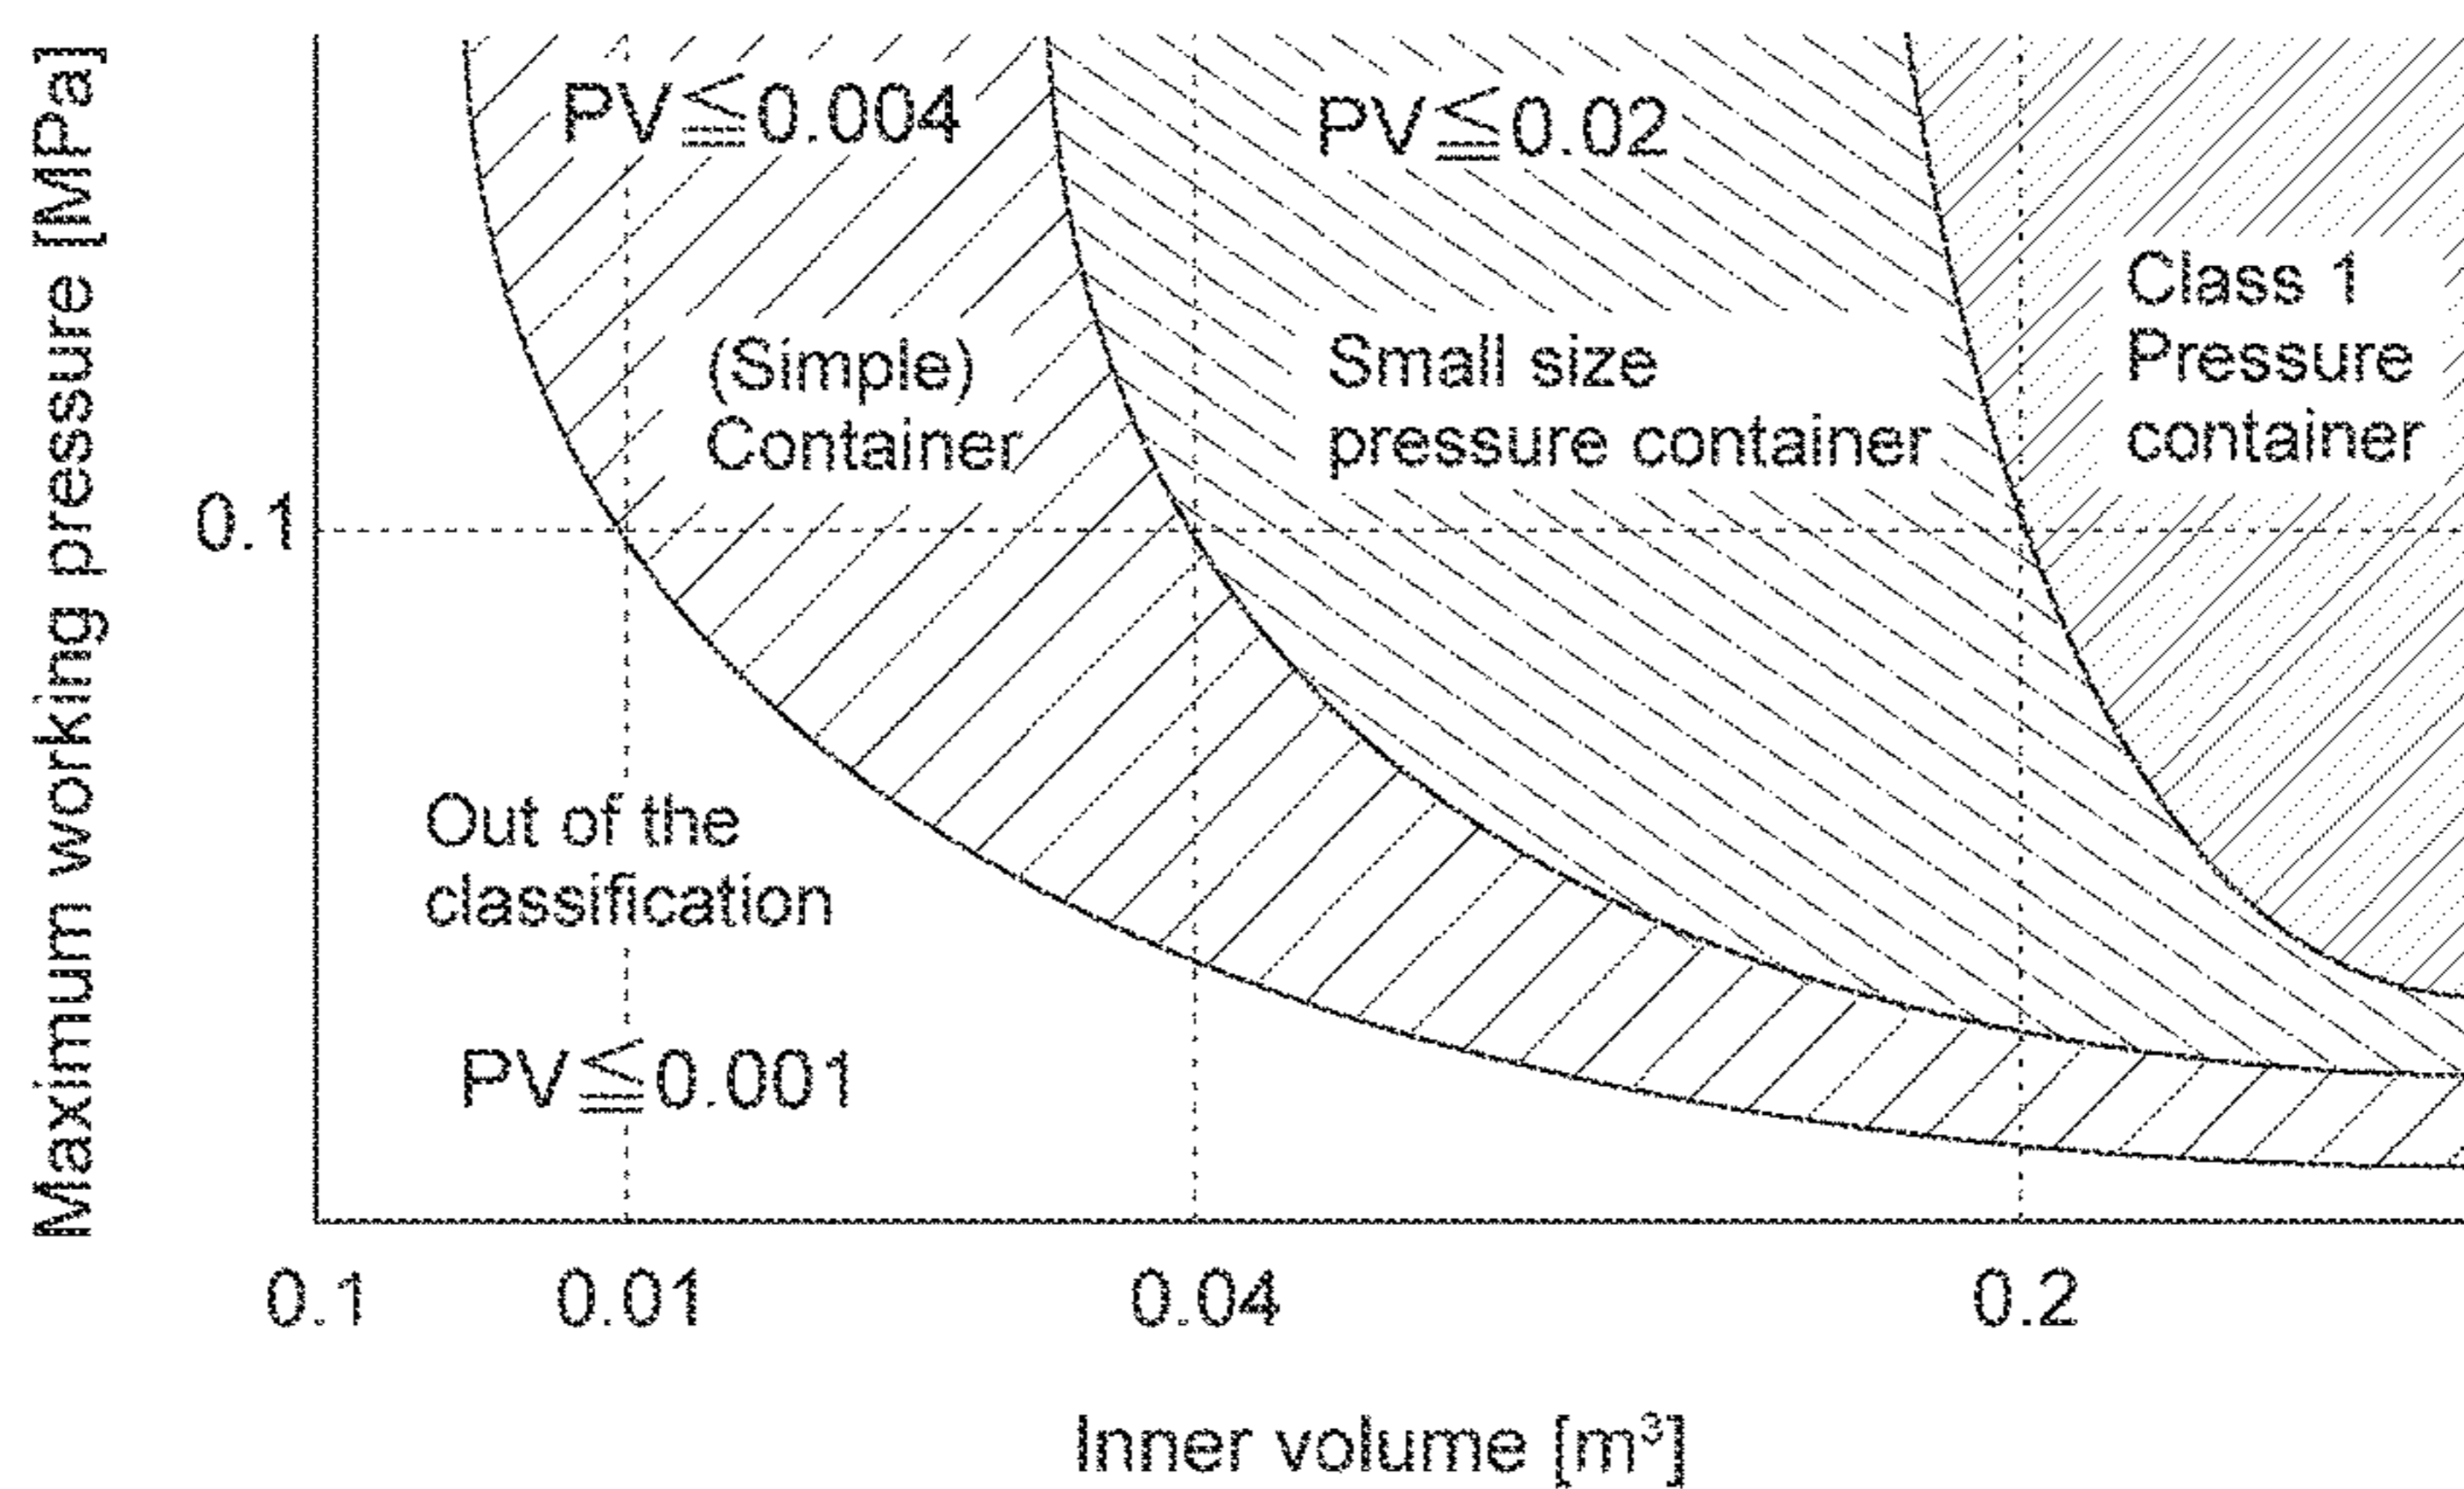 Maximum working pressure [MPa]
PV≦0.004
PV≦0.02
Class 1
Pressure
container
(Simple)
Container
Small size
pressure container
0.1
Out of the
classification
PV≦0.001
0.1
0.01
0.04
0.2
Inner volume [m³]